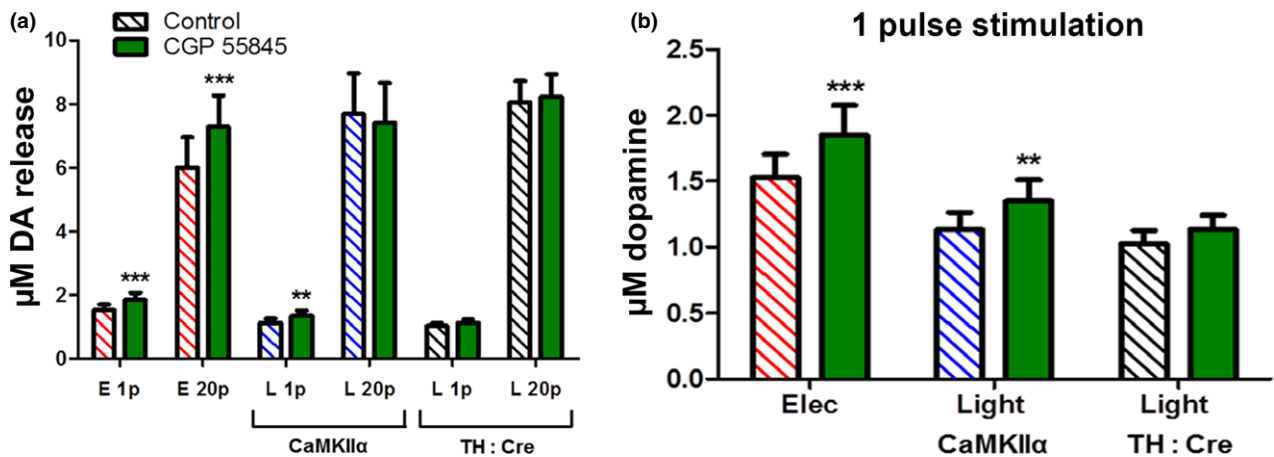 (a)
Control
CGP 55845
μM DA release
10
8
6
4
2
0
***
***
**
E 1p
E 20p
L 1p
L 20p
L 1p
L 20p
CaMKIIα
TH : Cre
(b)
1 pulse stimulation
μM dopamine
2.5
2.0
1.5
1.0
0.5
0.0
***
**
Elec
Light
Light
CaMKIIα
TH : Cre